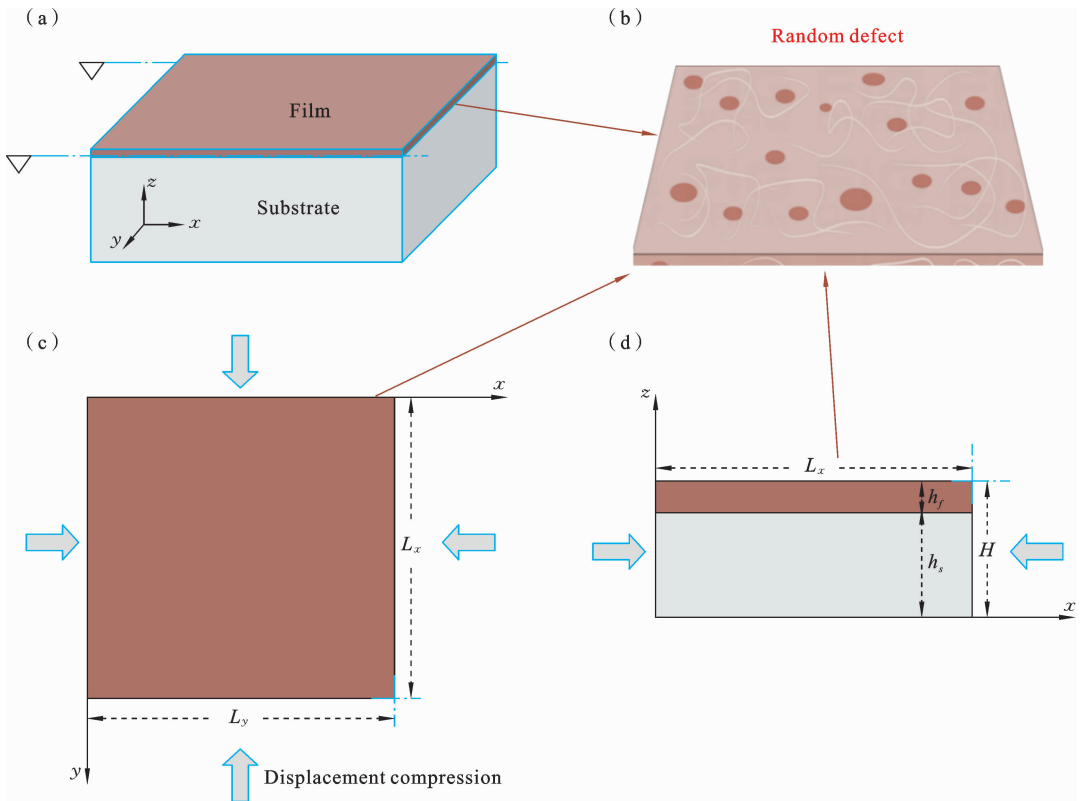 (a)
Film
Substrate
z
x
y
(b)
Random defect
(c)
x
L_x
L_y
y
Displacement compression
(d)
z
L_x
h_f
h_s
H
x